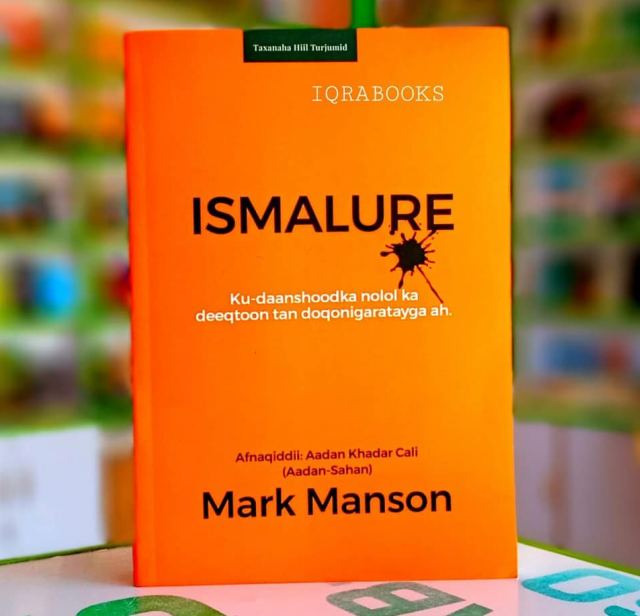 Taxanaha Hiil Turjumid
IQRABOOKS
ISMALURE
Ku-daanshoodka nolol ka
deeqtoon tan doqonigaratayga ah.
Afnaqiddii: Aadan Khadar Cali
(Aadan-Sahan)
Mark Manson